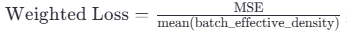 Weighted Loss = MSE / mean(batch_effective_density)